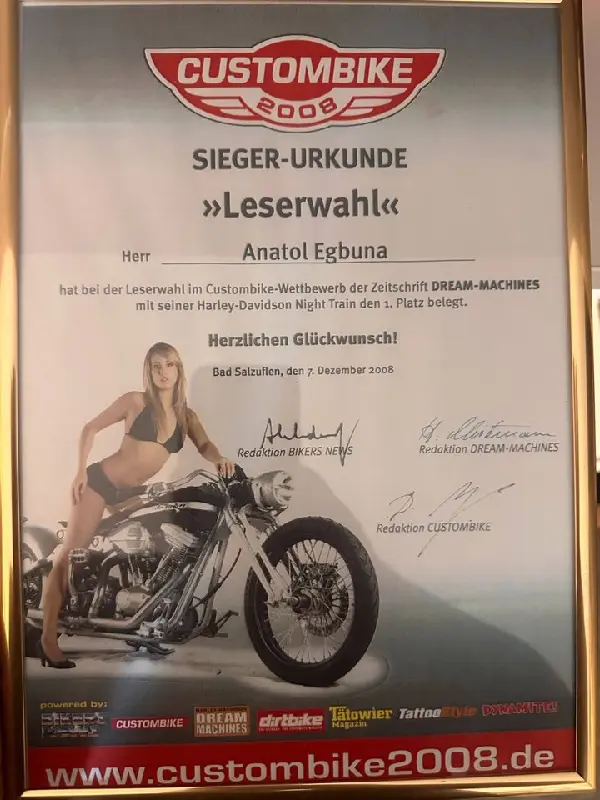 CUSTOMBIKE
2008
SIEGER-URKUNDE
»Leserwahl«
Herr Anatol Egbuna
hat bei der Leserwahl im Custombike-Wettbewerb der Zeitschrift DREAM-MACHINES
mit seiner Harley-Davidson Night Train den 1. Platz belegt.
Herzlichen Glückwunsch!
Bad Salzuflen, den 7. Dezember 2008
Redaktion BIKERS NEWS
Redaktion DREAM-MACHINES
Redaktion CUSTOMBIKE
powered by:
BIKERS NEWS
CUSTOMBIKE
DREAM
MACHINES
dirtbike
Tätowier
Magazin
TattooStyle
DYNAMITE!
www.custombike2008.de